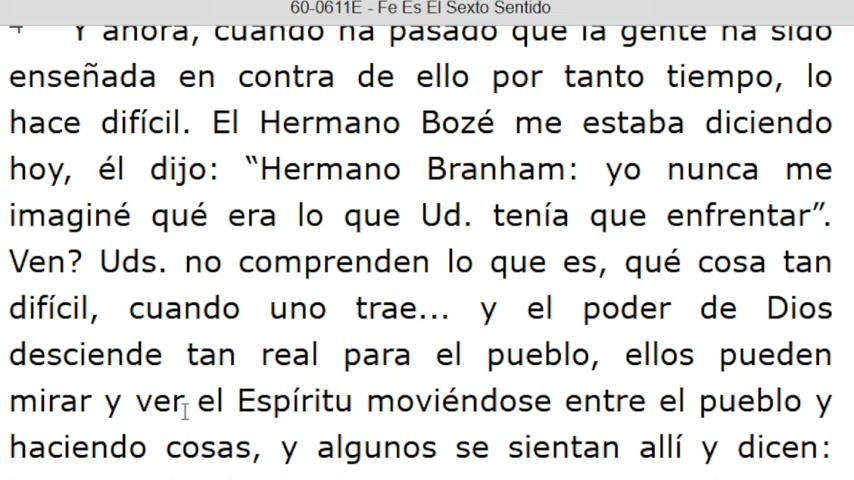 60-0611E - Fe Es El Sexto Sentido
4 Y ahora, cuando ha pasado que la gente ha sido
enseñada en contra de ello por tanto tiempo, lo
hace difícil. El Hermano Bozé me estaba diciendo
hoy, él dijo: “Hermano Branham: yo nunca me
imaginé qué era lo que Ud. tenía que enfrentar”.
Ven? Uds. no comprenden lo que es, qué cosa tan
difícil, cuando uno trae... y el poder de Dios
desciende tan real para el pueblo, ellos pueden
mirar y ver el Espíritu moviéndose entre el pueblo y
haciendo cosas, y algunos se sientan allí y dicen: